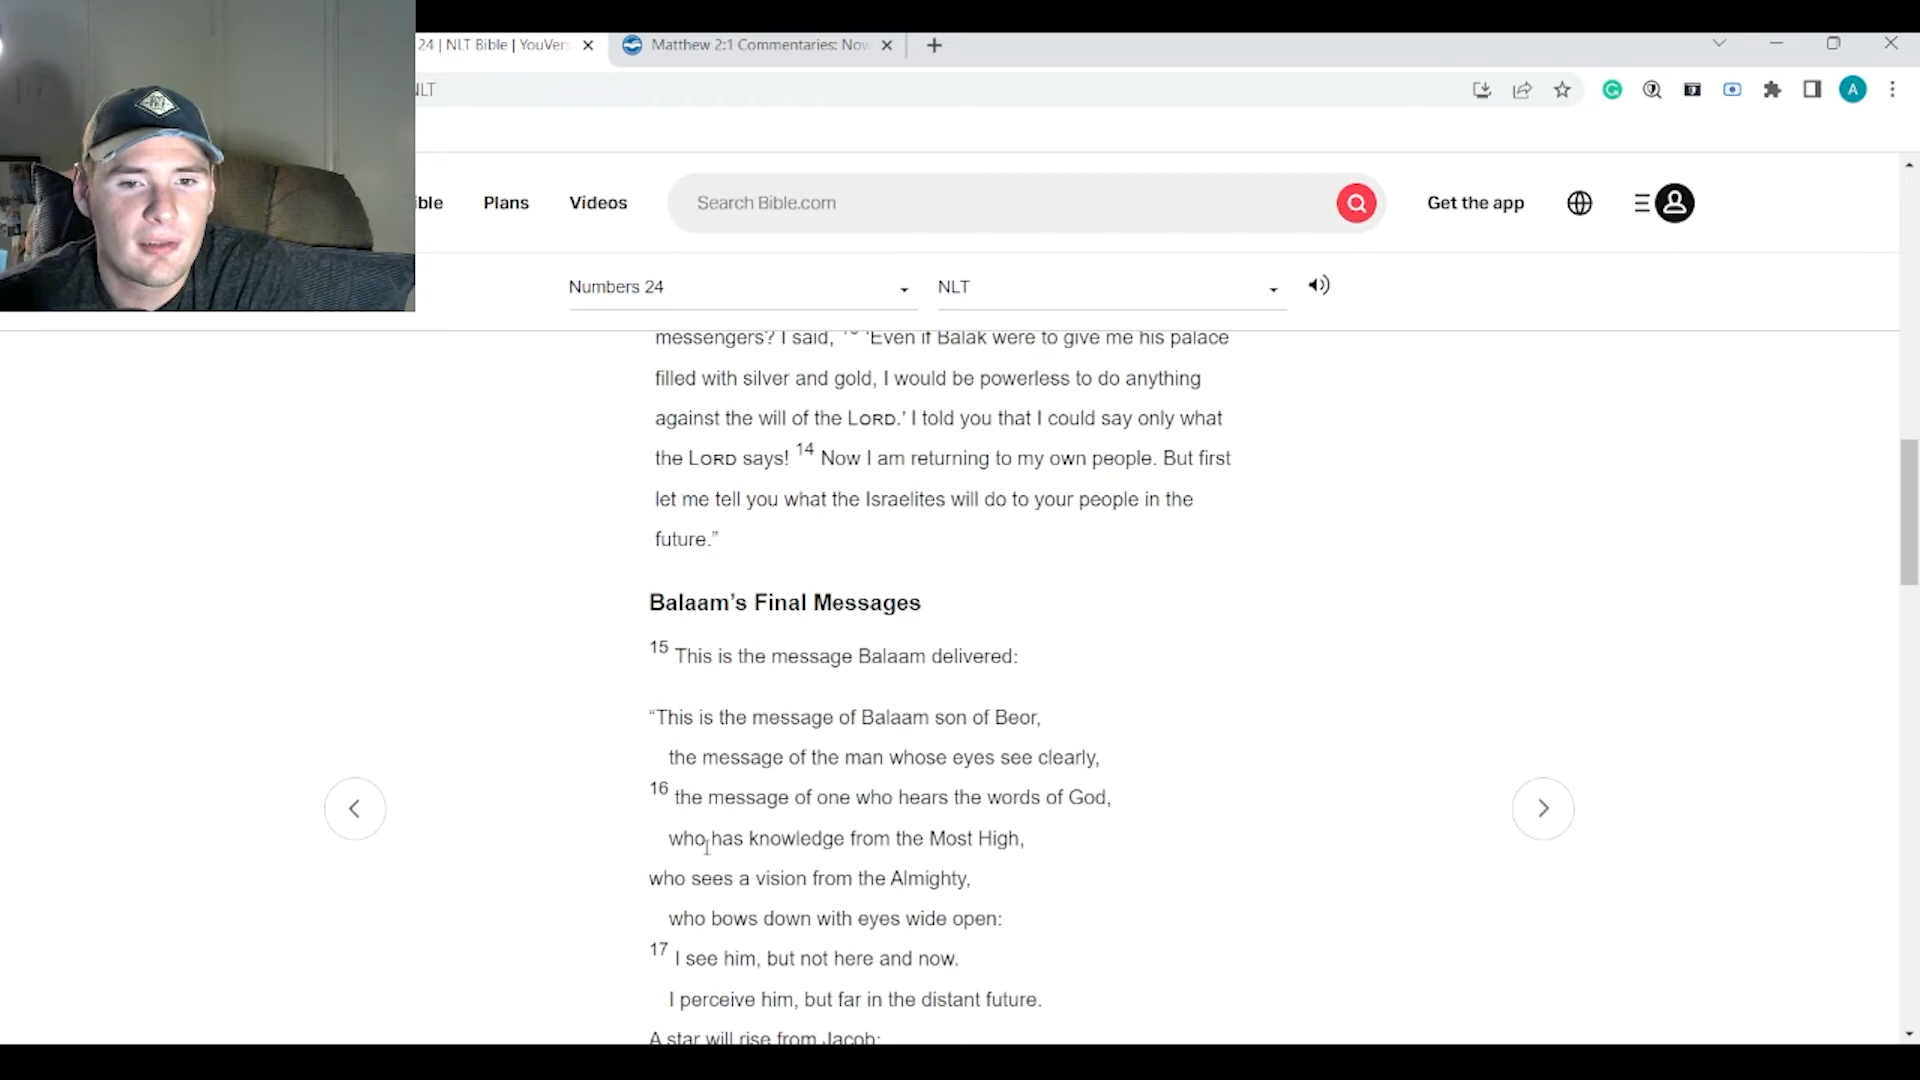 24 | NLT Bible | YouVers
Matthew 2:1 Commentaries: Now
NLT
A
ible
Plans
Videos
Search Bible.com
Get the app
Numbers 24
NLT
messengers? I said, 13 ‘Even if Balak were to give me his palace
filled with silver and gold, I would be powerless to do anything
against the will of the LORD.’ I told you that I could say only what
the LORD says! 14 Now I am returning to my own people. But first
let me tell you what the Israelites will do to your people in the
future.”
Balaam’s Final Messages
15 This is the message Balaam delivered:
“This is the message of Balaam son of Beor,
the message of the man whose eyes see clearly,
16 the message of one who hears the words of God,
who has knowledge from the Most High,
who sees a vision from the Almighty,
who bows down with eyes wide open:
17 I see him, but not here and now.
I perceive him, but far in the distant future.
A star will rise from Jacob;